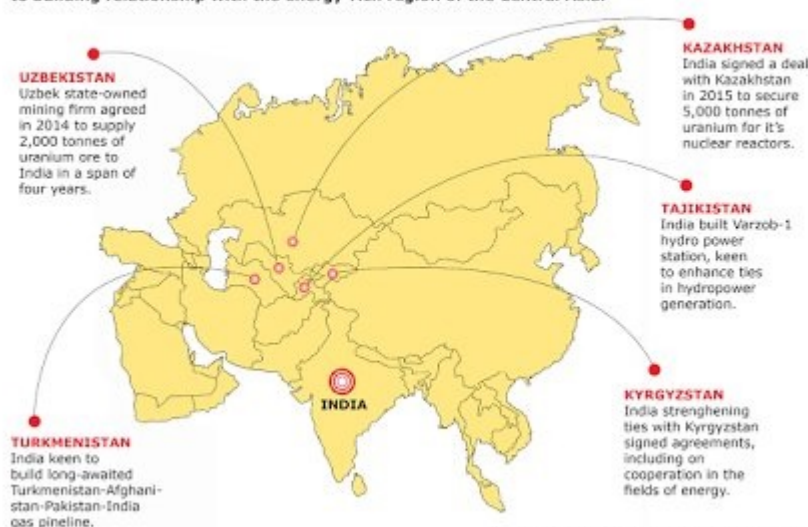 to building relationship with the energy-rich region of the Central Asia.
UZBEKISTAN
Uzbek state-owned
mining firm agreed
in 2014 to supply
2,000 tonnes of
uranium ore to
India in a span of
four years.
KAZAKHSTAN
India signed a deal
with Kazakhstan
in 2015 to secure
5,000 tonnes of
uranium for it's
nuclear reactors.
TAJIKISTAN
India built Varzob-1
hydro power
station, keen
to enhance ties
in hydropower
generation.
INDIA
KYRGYZSTAN
India strenghening
ties with Kyrgyzstan
signed agreements,
including on
cooperation in the
fields of energy.
TURKMENISTAN
India keen to
build long-awaited
Turkmenistan-Afghani-
stan-Pakistan-India
gas pineline.